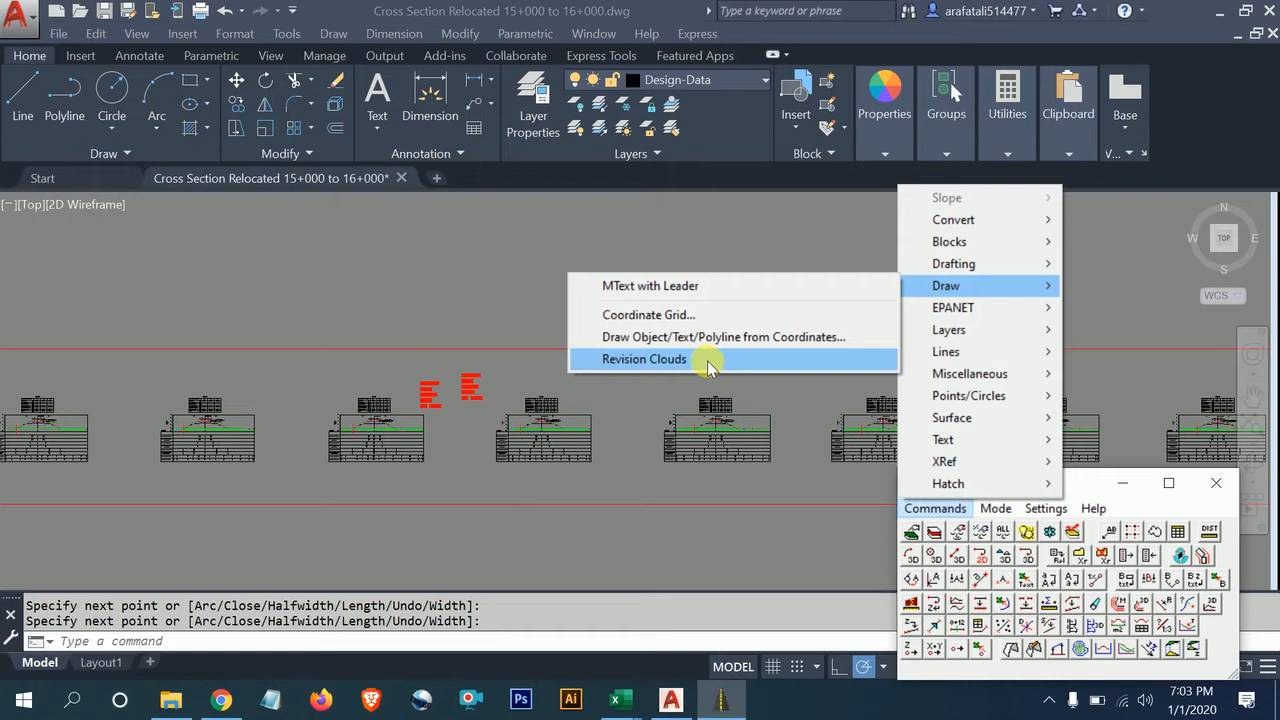 Cross Section Relocated 15+000 to 16+000.dwg
Type a keyword or phrase
arafatali514477
File Edit View Insert Format Tools Draw Dimension Modify Parametric Window Help Express
Home Insert Annotate Parametric View Manage Output Add-ins Collaborate Express Tools Featured Apps
Design-Data
Line Polyline Circle Arc Text Dimension Layer Properties Insert Properties Groups Utilities Clipboard Base
Draw Modify Annotation Layers Block V...
Start Cross Section Relocated 15+000 to 16+000*
[−][Top][2D Wireframe]
N
W TOP E
S
WCS
Slope
Convert
Blocks
Drafting
Draw
EPANET
Layers
Lines
Miscellaneous
Points/Circles
Surface
Text
XRef
Hatch
MText with Leader
Coordinate Grid...
Draw Object/Text/Polyline from Coordinates...
Revision Clouds
Commands Mode Settings Help
Specify next point or [Arc/Close/Halfwidth/Length/Undo/Width]:
Specify next point or [Arc/Close/Halfwidth/Length/Undo/Width]:
Type a command
Model Layout1
MODEL
7:03 PM
1/1/2020